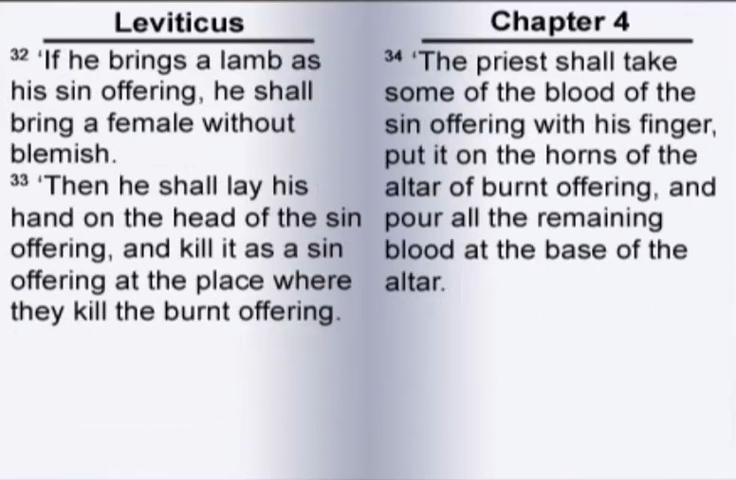 Leviticus
32 ‘If he brings a lamb as
his sin offering, he shall
bring a female without
blemish.
33 ‘Then he shall lay his
hand on the head of the sin
offering, and kill it as a sin
offering at the place where
they kill the burnt offering.
Chapter 4
34 ‘The priest shall take
some of the blood of the
sin offering with his finger,
put it on the horns of the
altar of burnt offering, and
pour all the remaining
blood at the base of the
altar.